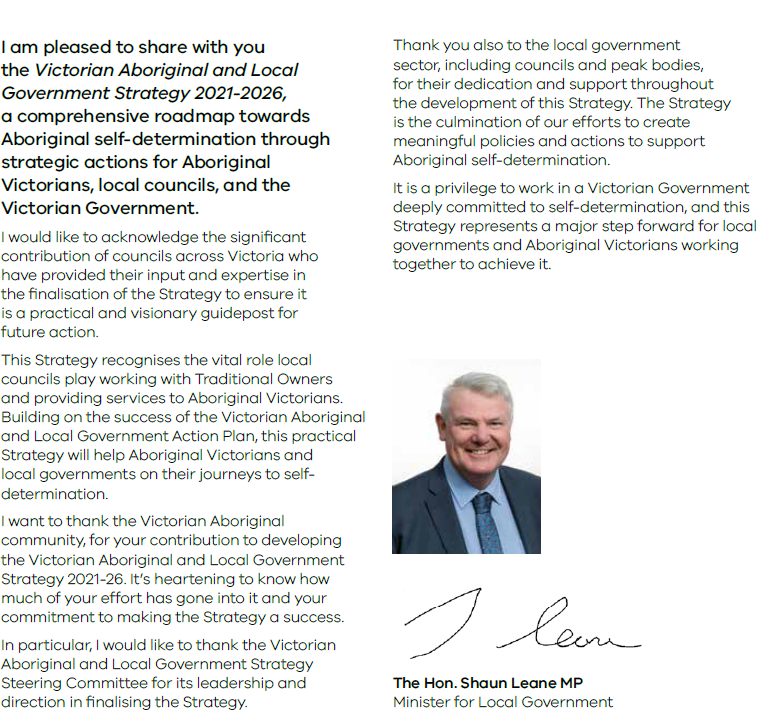 I am pleased to share with you
the Victorian Aboriginal and Local
Government Strategy 2021-2026,
a comprehensive roadmap towards
Aboriginal self-determination through
strategic actions for Aboriginal
Victorians, local councils, and the
Victorian Government.
I would like to acknowledge the significant
contribution of councils across Victoria who
have provided their input and expertise in
the finalisation of the Strategy to ensure it
is a practical and visionary guidepost for
future action.
This Strategy recognises the vital role local
councils play working with Traditional Owners
and providing services to Aboriginal Victorians.
Building on the success of the Victorian Aboriginal
and Local Government Action Plan, this practical
Strategy will help Aboriginal Victorians and
local governments on their journeys to self-
determination.
I want to thank the Victorian Aboriginal
community, for your contribution to developing
the Victorian Aboriginal and Local Government
Strategy 2021-26. It's heartening to know how
much of your effort has gone into it and your
commitment to making the Strategy a success.
In particular, I would like to thank the Victorian
Aboriginal and Local Government Strategy
Steering Committee for its leadership and
direction in finalising the Strategy.
Thank you also to the local government
sector, including councils and peak bodies,
for their dedication and support throughout
the development of this Strategy. The Strategy
is the culmination of our efforts to create
meaningful policies and actions to support
Aboriginal self-determination.
It is a privilege to work in a Victorian Government
deeply committed to self-determination, and this
Strategy represents a major step forward for local
governments and Aboriginal Victorians working
together to achieve it.
S Leane
The Hon. Shaun Leane MP
Minister for Local Government